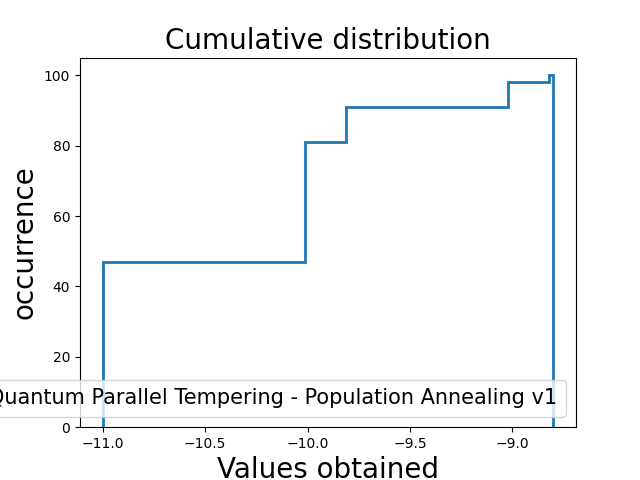 Cumulative distribution
occurrence
100
80
60
40
20
0
Quantum Parallel Tempering - Population Annealing v1
−11.0 −10.5 −10.0 −9.5 −9.0
Values obtained